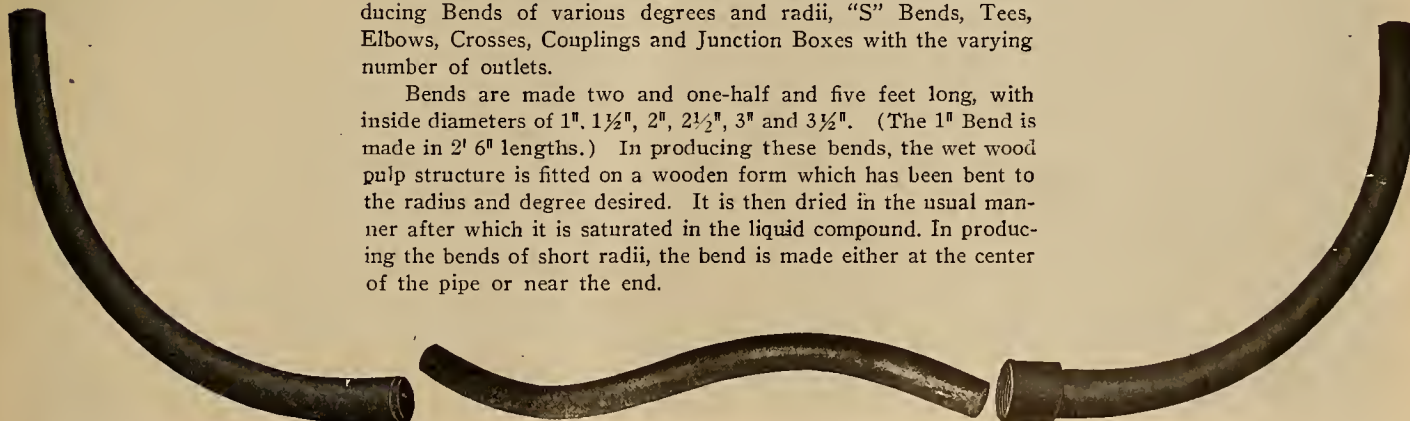 ducing Bends of various degrees and radii, “S” Bends, Tees,
Elbows, Crosses, Couplings and Junction Boxes with the varying
number of outlets.
Bends are made two and one-half and five feet long, with
inside diameters of 1", 1½", 2", 2½", 3" and 3½". (The 1" Bend is
made in 2' 6" lengths.) In producing these bends, the wet wood
pulp structure is fitted on a wooden form which has been bent to
the radius and degree desired. It is then dried in the usual man-
ner after which it is saturated in the liquid compound. In produc-
ing the bends of short radii, the bend is made either at the center
of the pipe or near the end.